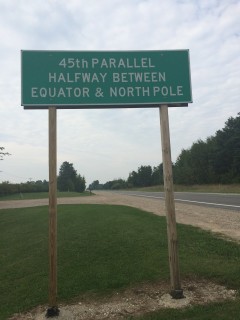 45th PARALLEL
HALFWAY BETWEEN
EQUATOR & NORTH POLE